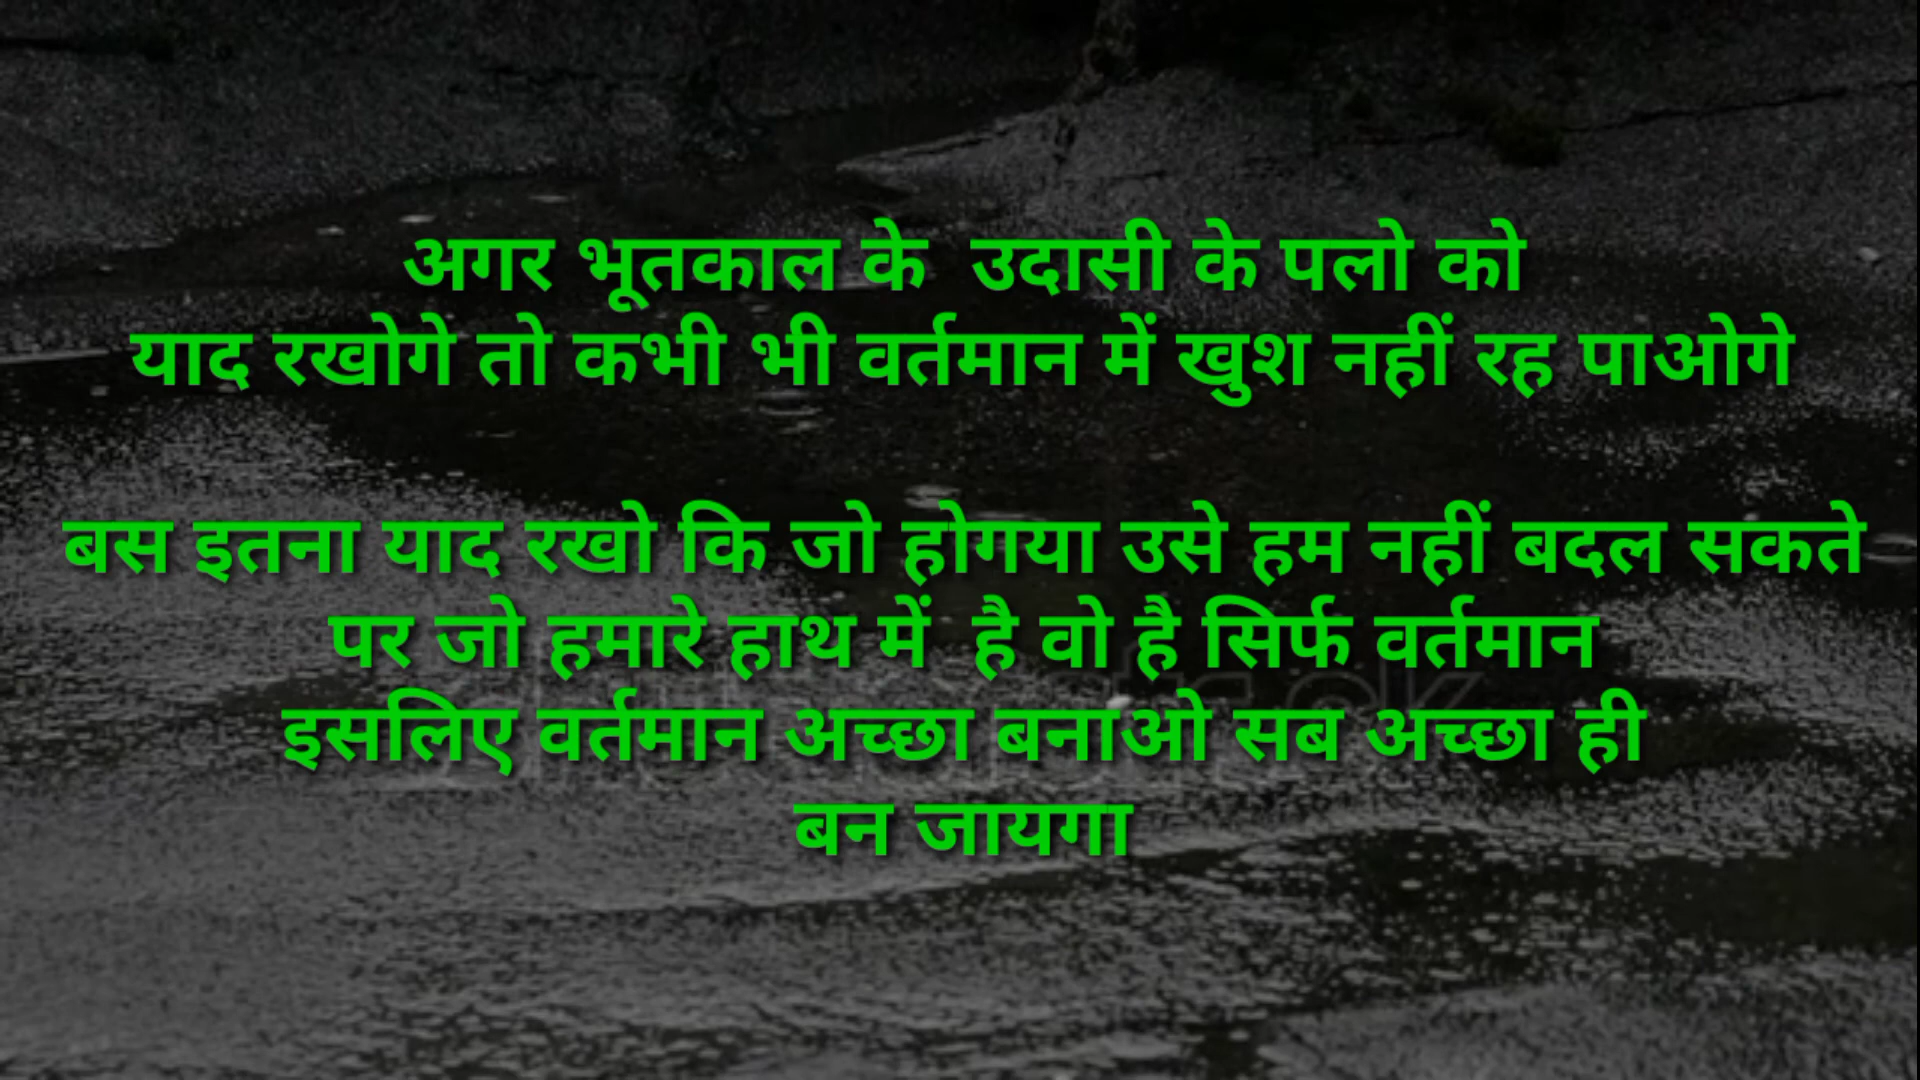 अगर भूतकाल के उदासी के पलो को
याद रखोगे तो कभी भी वर्तमान में खुश नहीं रह पाओगे
बस इतना याद रखो कि जो होगया उसे हम नहीं बदल सकते
पर जो हमारे हाथ में है वो है सिर्फ वर्तमान
इसलिए वर्तमान अच्छा बनाओ सब अच्छा ही
बन जायगा